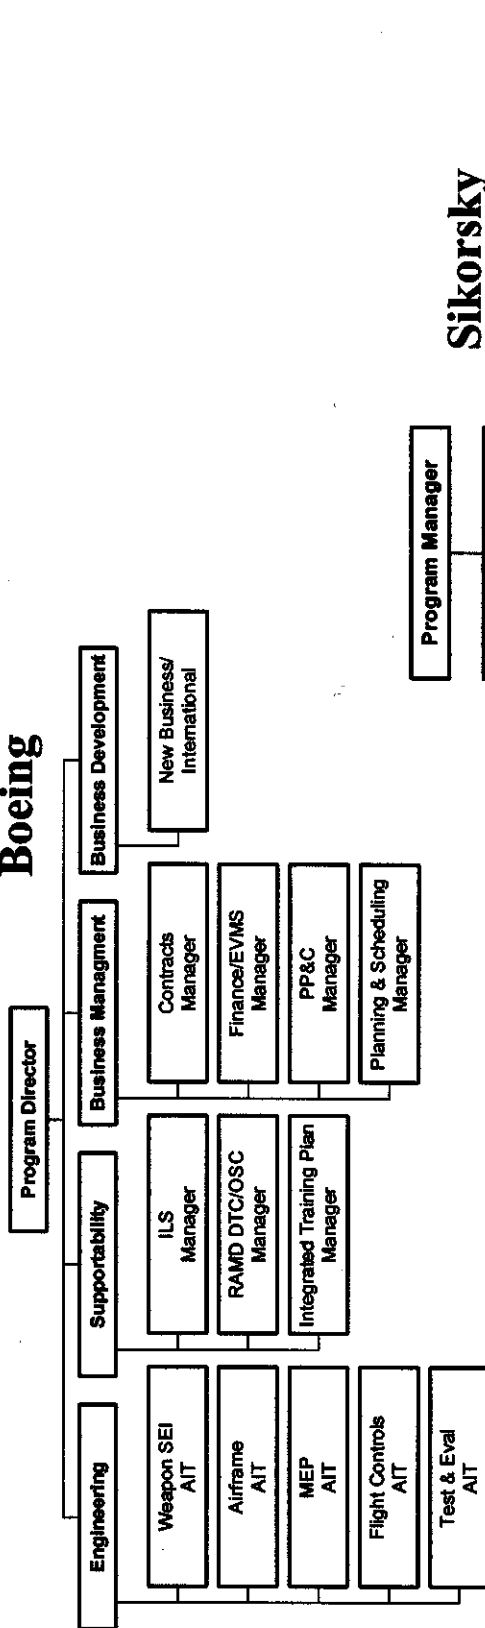 Boeing
Program Director
Engineering
Weapon SEI
AIT
Airframe
AIT
MEP
AIT
Flight Controls
AIT
Test & Eval
AIT
Supportability
ILS
Manager
RAMD DTC/OSC
Manager
Integrated Training Plan
Manager
Business Managment
Contracts
Manager
Finance/EVMS
Manager
PP&C
Manager
Planning & Scheduling
Manager
Business Development
New Business/
International
Sikorsky
Program Manager